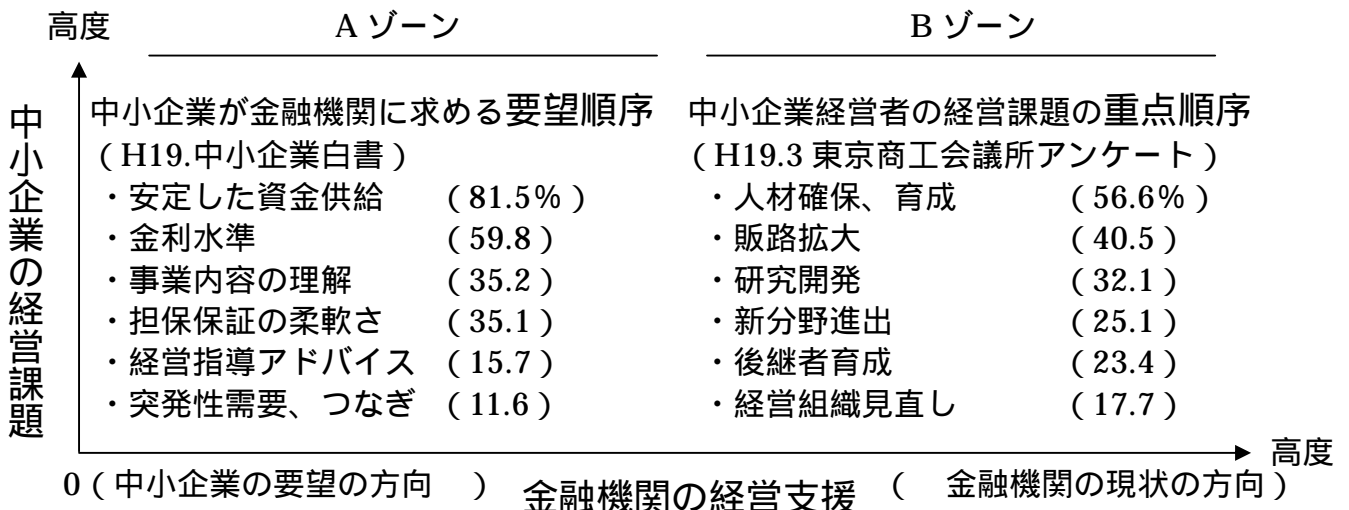 高度
Aゾーン
Bゾーン
中小企業の経営課題
中小企業が金融機関に求める要望順序
(H19.中小企業白書)
・安定した資金供給 (81.5%)
・金利水準 (59.8)
・事業内容の理解 (35.2)
・担保保証の柔軟さ (35.1)
・経営指導アドバイス (15.7)
・突発性需要、つなぎ (11.6)
中小企業経営者の経営課題の重点順序
(H19.3 東京商工会議所アンケート)
・人材確保、育成 (56.6%)
・販路拡大 (40.5)
・研究開発 (32.1)
・新分野進出 (25.1)
・後継者育成 (23.4)
・経営組織見直し (17.7)
高度
0(中小企業の要望の方向 )
金融機関の経営支援
( 金融機関の現状の方向)